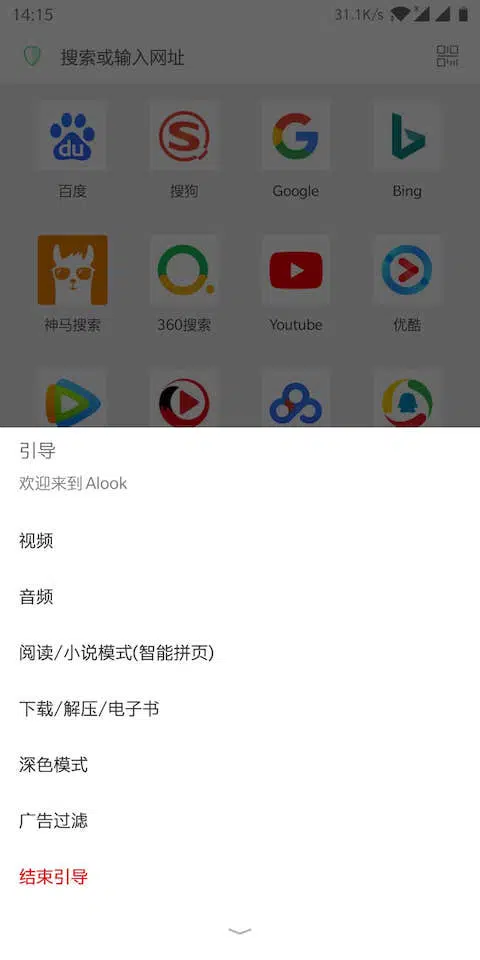 14:15
31.1K/s
搜索或输入网址
du
百度
搜狗
Google
Bing
神马搜索
360搜索
Youtube
优酷
引导
欢迎来到 Alook
视频
音频
阅读/小说模式(智能拼页)
下载/解压/电子书
深色模式
广告过滤
结束引导